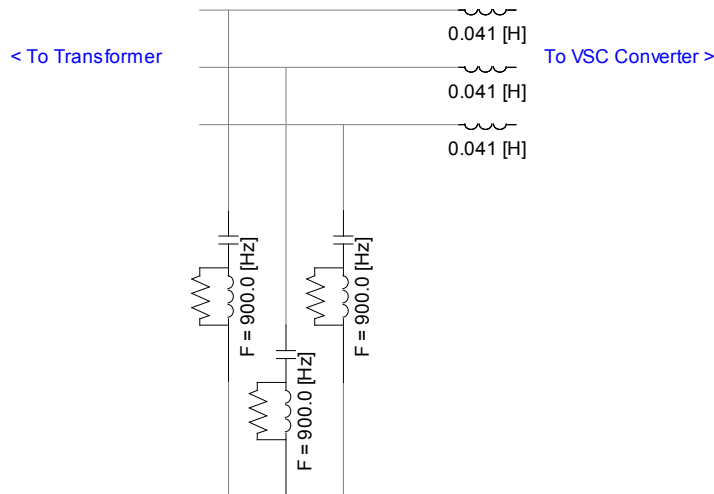 0.041 [H]
< To Transformer
To VSC Converter >
0.041 [H]
0.041 [H]
F = 900.0 [Hz]
F = 900.0 [Hz]
F = 900.0 [Hz]